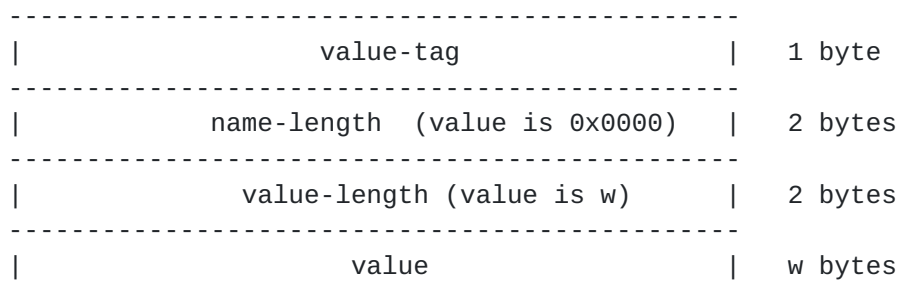 -----------------------------------------------
|                   value-tag                 |   1 byte
-----------------------------------------------
|            name-length  (value is 0x0000)   |   2 bytes
-----------------------------------------------
|              value-length (value is w)      |   2 bytes
-----------------------------------------------
|                     value                   |   w bytes